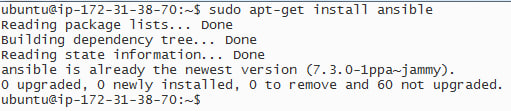 ubuntu@ip-172-31-38-70:~$ sudo apt-get install ansible
Reading package lists... Done
Building dependency tree... Done
Reading state information... Done
ansible is already the newest version (7.3.0-1ppa~jammy).
0 upgraded, 0 newly installed, 0 to remove and 60 not upgraded.
ubuntu@ip-172-31-38-70:~$